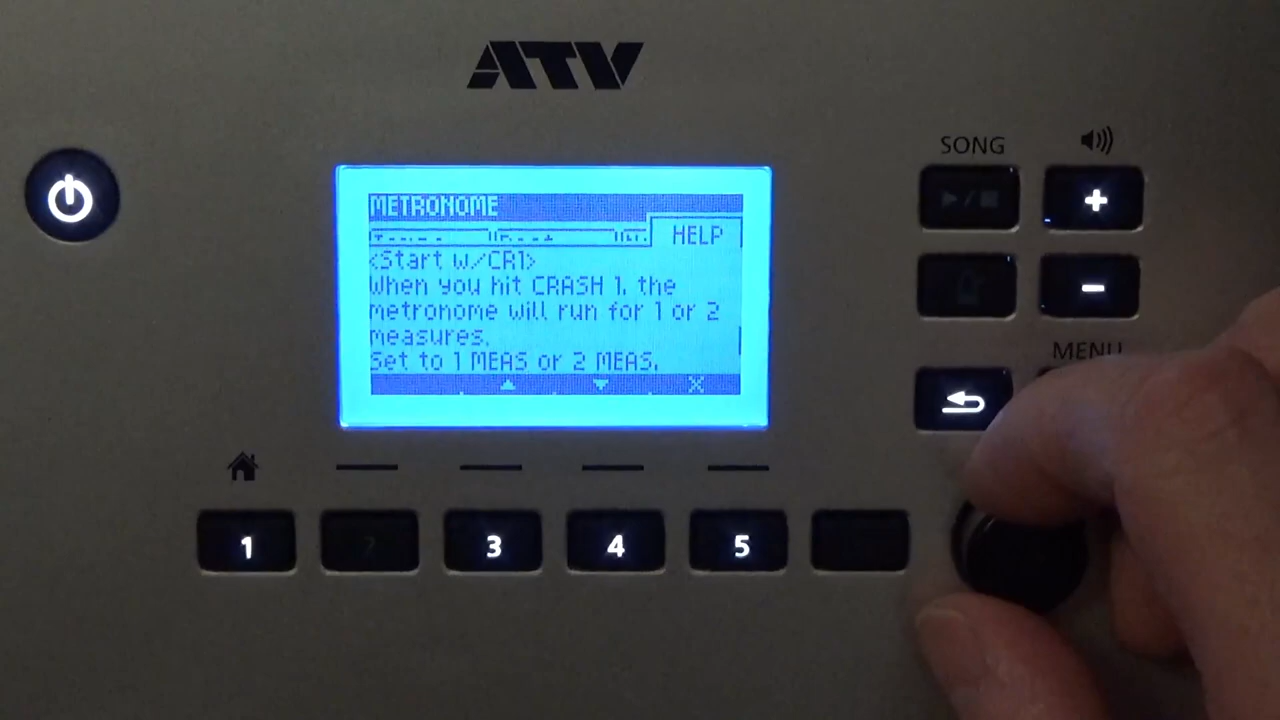 ATV
SONG
METRONOME
HELP
<Start w/CR1>
When you hit CRASH 1, the
metronome will run for 1 or 2
measures.
Set to 1 MEAS or 2 MEAS.
MENU
1
2
3
4
5